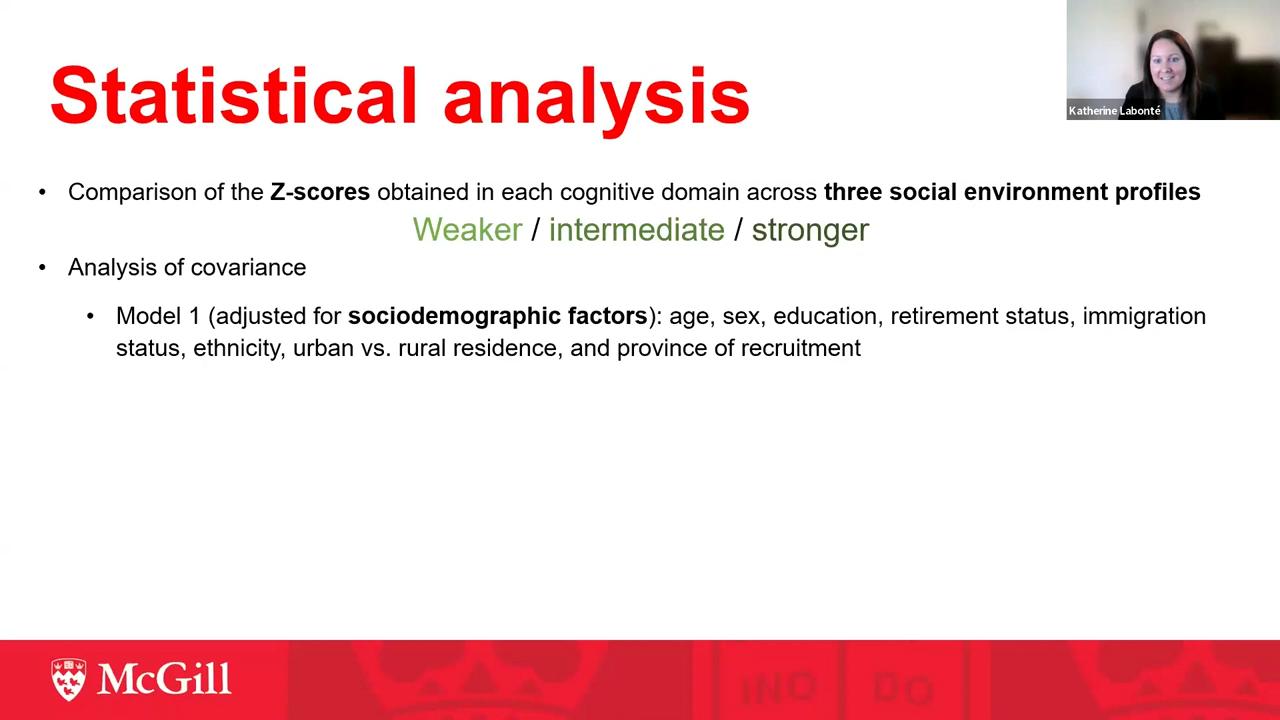 Statistical analysis
Katherine Labonté
• Comparison of the Z-scores obtained in each cognitive domain across three social environment profiles
Weaker / intermediate / stronger
• Analysis of covariance
• Model 1 (adjusted for sociodemographic factors): age, sex, education, retirement status, immigration
status, ethnicity, urban vs. rural residence, and province of recruitment
McGill
INO DO